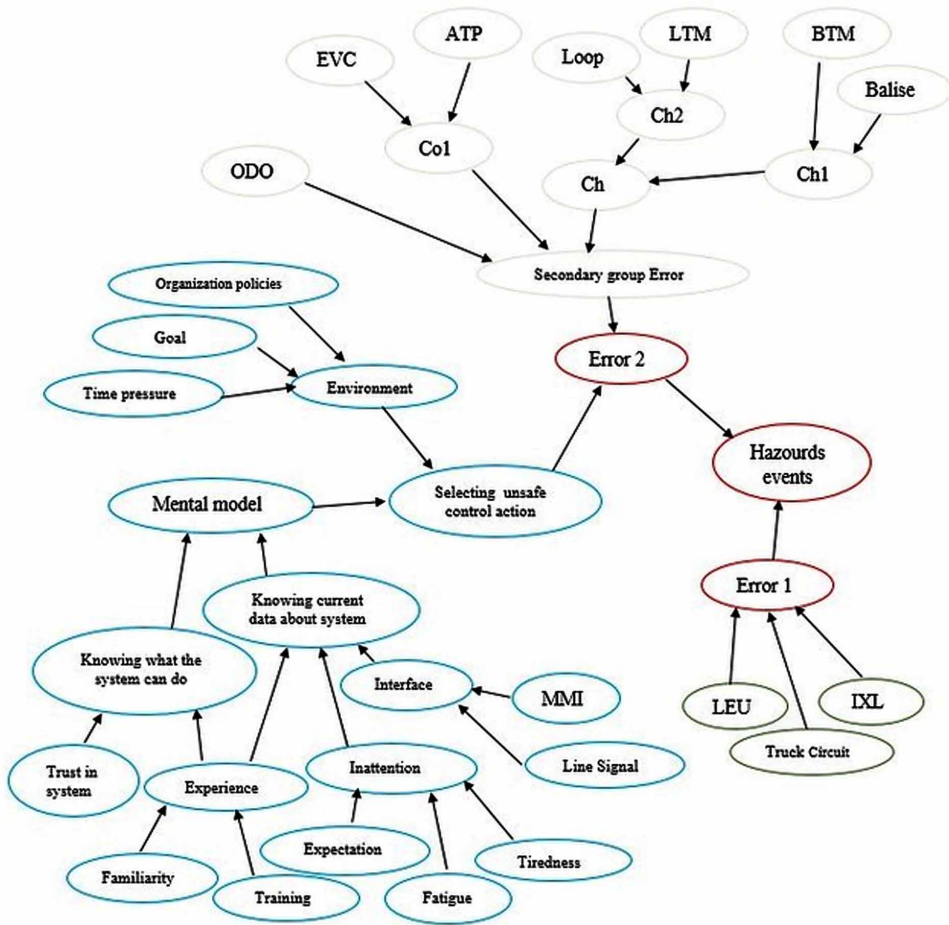 ATP
LTM
BTM
EVC
Loop
Balise
Ch2
Co1
ODO
Ch
Ch1
Secondary group Error
Organization policies
Goal
Error 2
Time pressure
Environment
Hazourds
events
Mental model
Selecting unsafe
control action
Error 1
Knowing current
data about system
Knowing what the
system can do
Interface
MMI
LEU
IXL
Truck Circuit
Trust in
system
Experience
Inattention
Line Signal
Expectation
Tiredness
Familiarity
Training
Fatigue